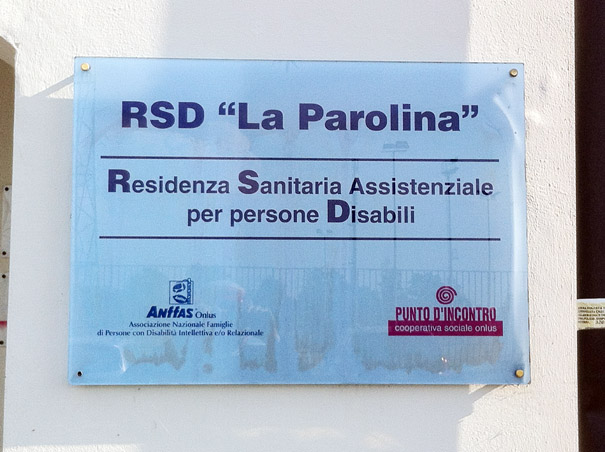 RSD “La Parolina”
Residenza Sanitaria Assistenziale
per persone Disabili
Anffas Onlus
Associazione Nazionale Famiglie
di Persone con Disabilità Intellettiva e/o Relazionale
PUNTO D'INCONTRO
cooperativa sociale onlus